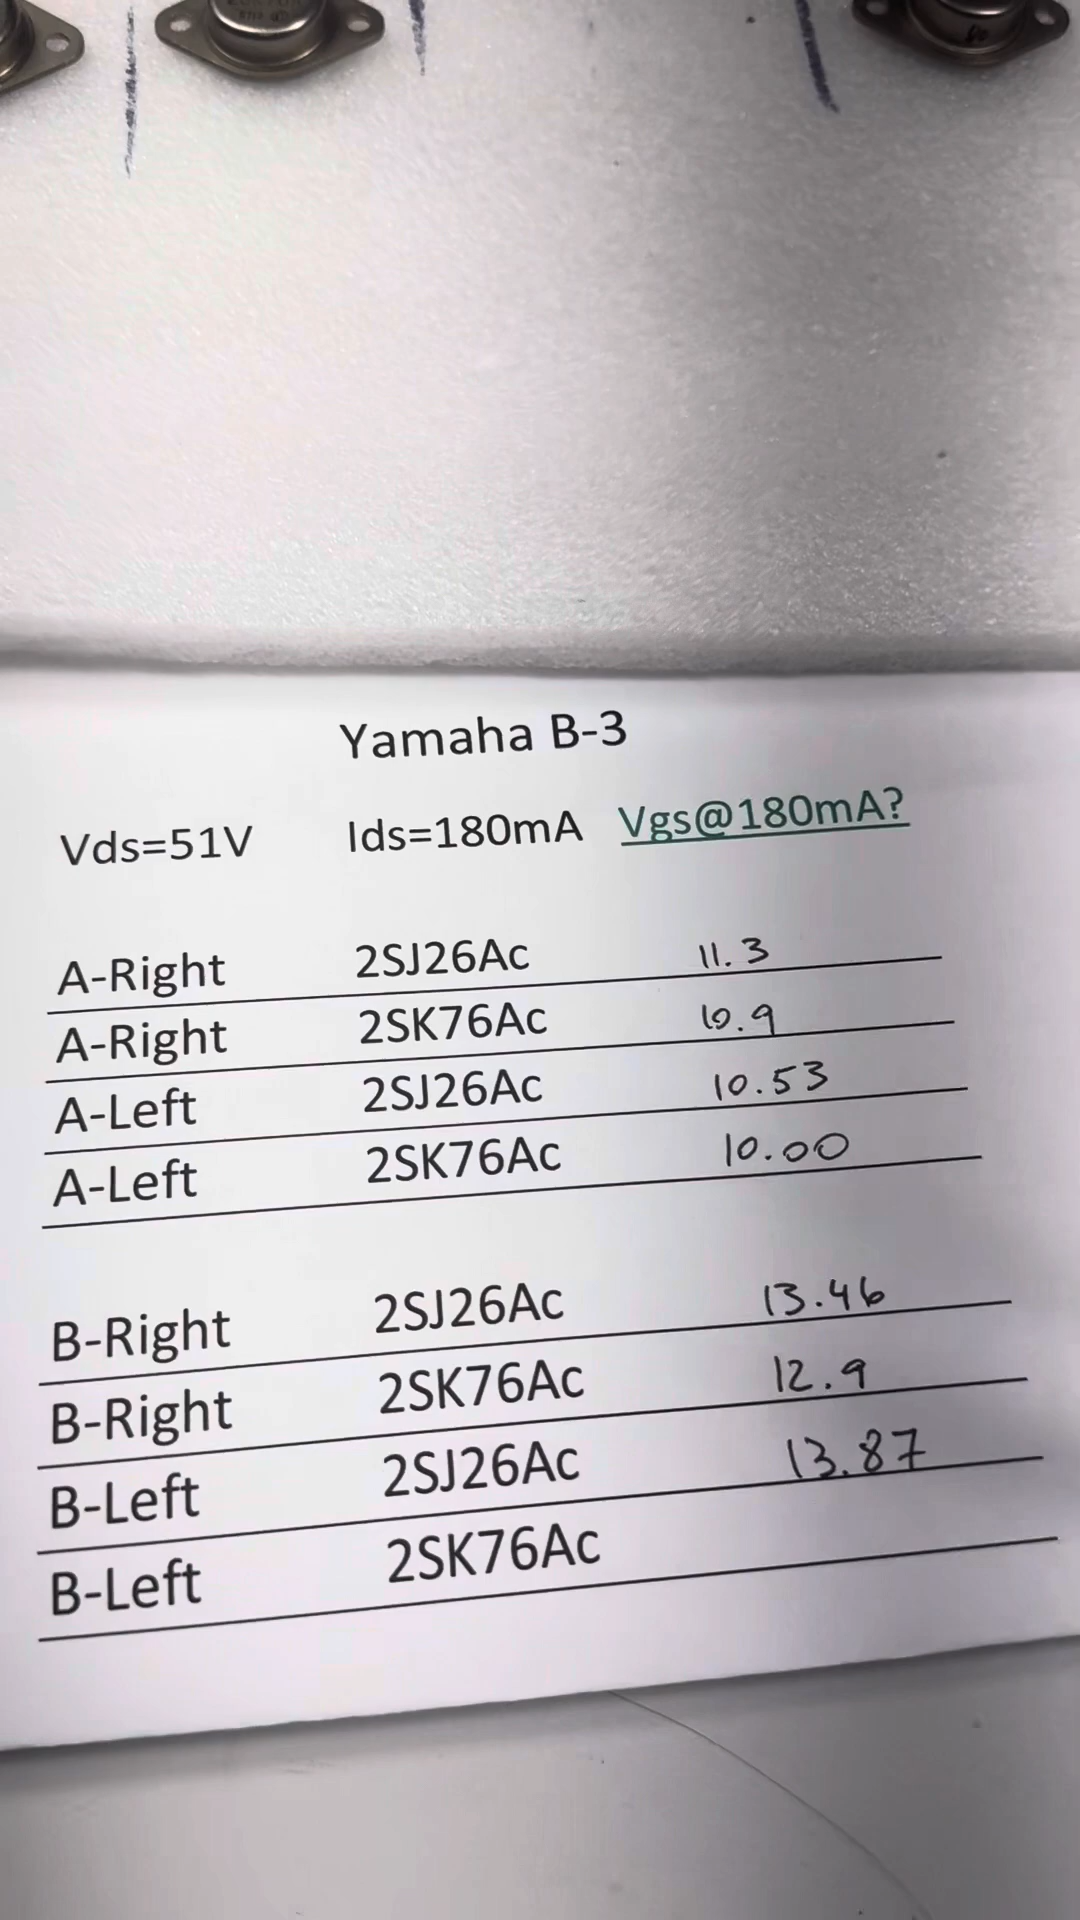 Yamaha B-3
Vds=51V Ids=180mA Vgs@180mA?
A-Right 2SJ26Ac 11.3
A-Right 2SK76Ac 10.9
A-Left 2SJ26Ac 10.53
A-Left 2SK76Ac 10.00
B-Right 2SJ26Ac 13.46
B-Right 2SK76Ac 12.9
B-Left 2SJ26Ac 13.87
B-Left 2SK76Ac